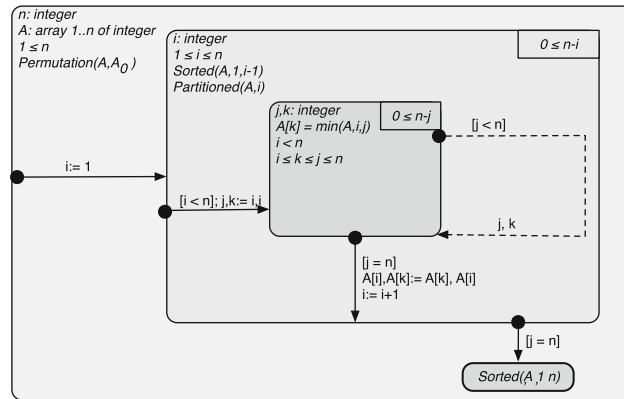 n: integer
A: array 1..n of integer
1 ≤ n
Permutation(A,A₀ )
i: integer
1 ≤ i ≤ n
Sorted(A,1,i-1)
Partitioned(A,i)
0 ≤ n-i
j,k: integer
A[k] = min(A,i,j)
i < n
i ≤ k ≤ j ≤ n
0 ≤ n-j
[j < n]
i:= 1
[i < n]; j,k:= i,i
j, k
[j = n]
A[i],A[k]:= A[k], A[i]
i:= i+1
[j = n]
Sorted(,A ,1 n)